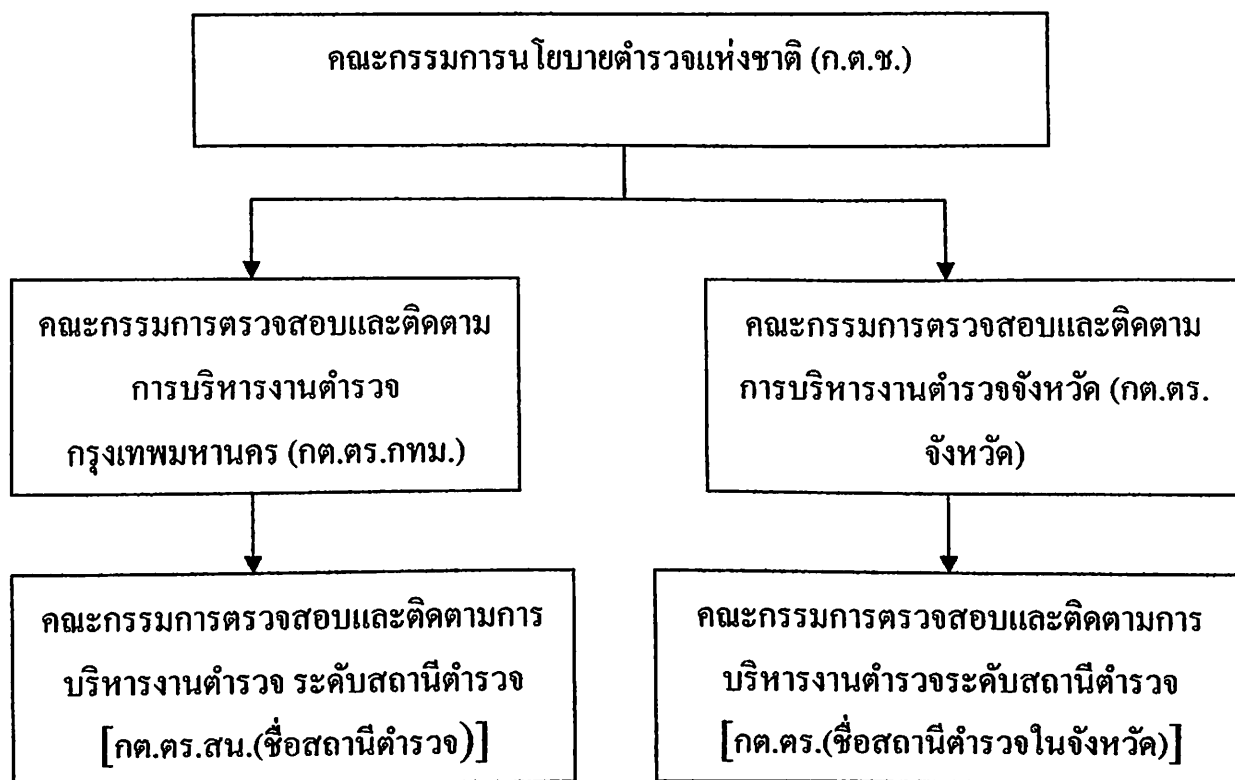 คณะกรรมการนโยบายตำรวจแห่งชาติ (ก.ต.ช.)
คณะกรรมการตรวจสอบและติดตาม
การบริหารงานตำรวจ
กรุงเทพมหานคร (กต.ตร.กทม.)
คณะกรรมการตรวจสอบและติดตาม
การบริหารงานตำรวจจังหวัด (กต.ตร.
จังหวัด)
คณะกรรมการตรวจสอบและติดตามการ
บริหารงานตำรวจ ระดับสถานีตำรวจ
[กต.ตร.สน.(ชื่อสถานีตำรวจ)]
คณะกรรมการตรวจสอบและติดตามการ
บริหารงานตำรวจระดับสถานีตำรวจ
[กต.ตร.(ชื่อสถานีตำรวจในจังหวัด)]